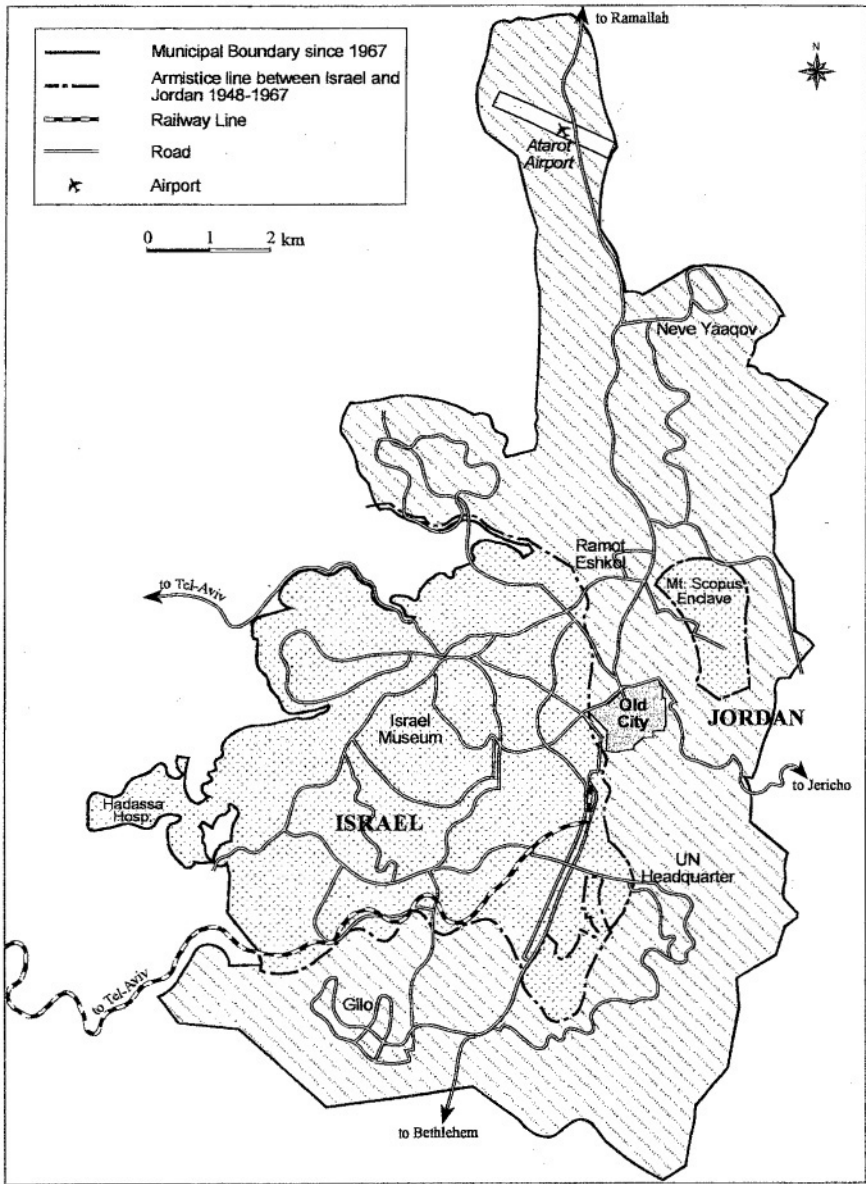 Municipal Boundary since 1967
Armistice line between Israel and
Jordan 1948-1967
Railway Line
Road
Airport
0 1 2 km
to Ramallah
N
Atarot
Airport
Neve Yaaqov
Ramot
Eshkol
Mt. Scopus
Enclave
to Tel-Aviv
Old
City
JORDAN
Israel
Museum
to Jericho
Hadassa
Hosp.
ISRAEL
UN
Headquarter
to Tel-Aviv
Gilo
to Bethlehem